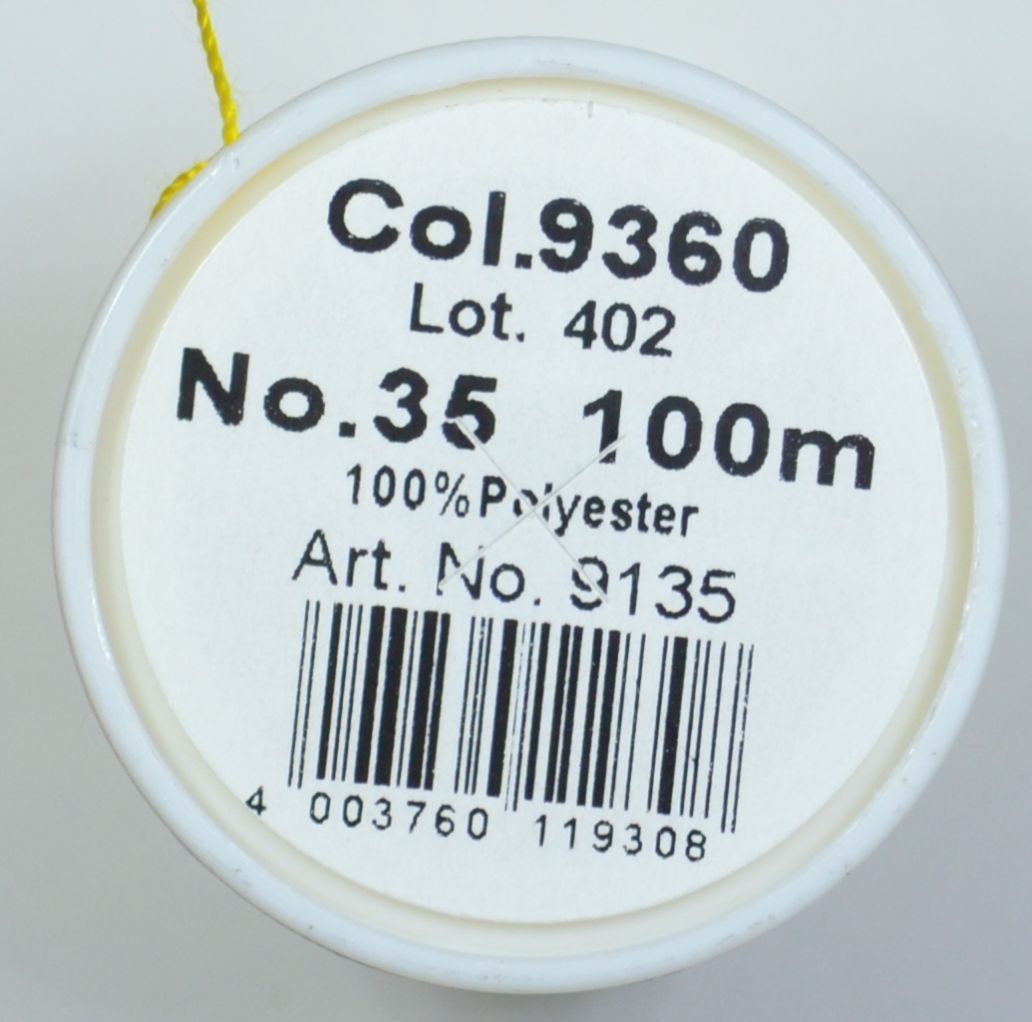 Col.9360
Lot. 402
No.35 100m
100%Polyester
Art. No. 9135
4 003760 119308